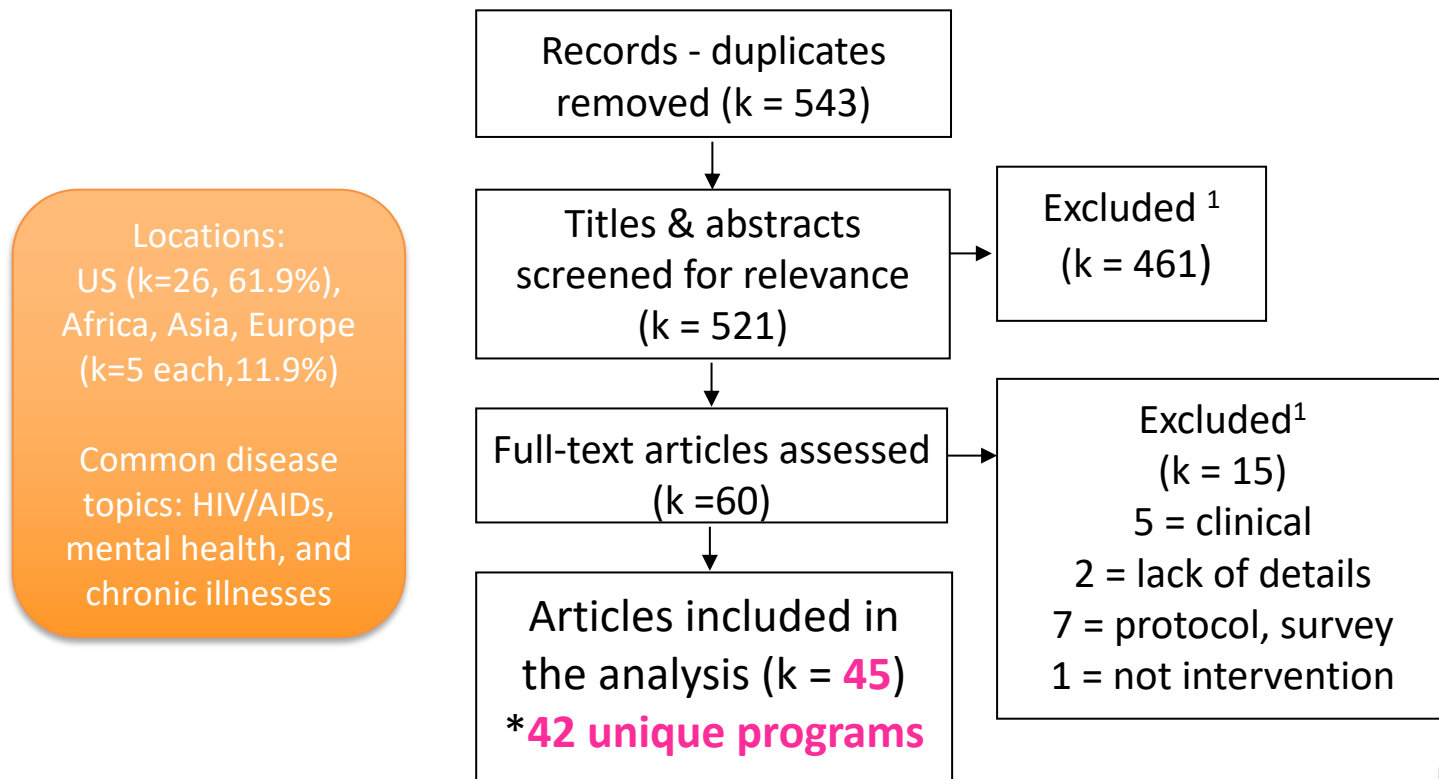 Records - duplicates
removed (k = 543)
Titles & abstracts
screened for relevance
(k = 521)
Excluded 1
(k = 461)
Full-text articles assessed
(k =60)
Excluded1
(k = 15)
5 = clinical
2 = lack of details
7 = protocol, survey
1 = not intervention
Articles included in
the analysis (k = 45)
*42 unique programs
Locations:
US (k=26, 61.9%),
Africa, Asia, Europe
(k=5 each,11.9%)
Common disease
topics: HIV/AIDs,
mental health, and
chronic illnesses